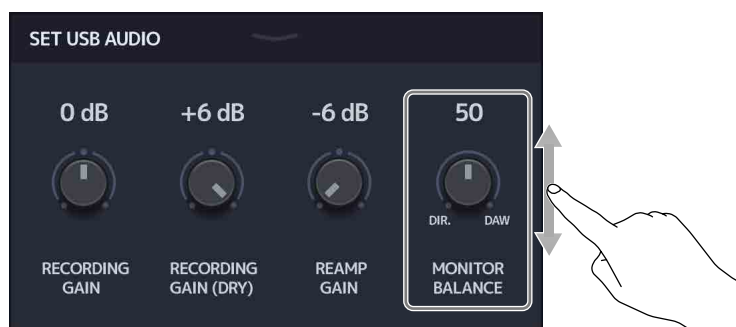 SET USB AUDIO
0 dB
+6 dB
-6 dB
50
DIR.
DAW
RECORDING
GAIN
RECORDING
GAIN (DRY)
REAMP
GAIN
MONITOR
BALANCE